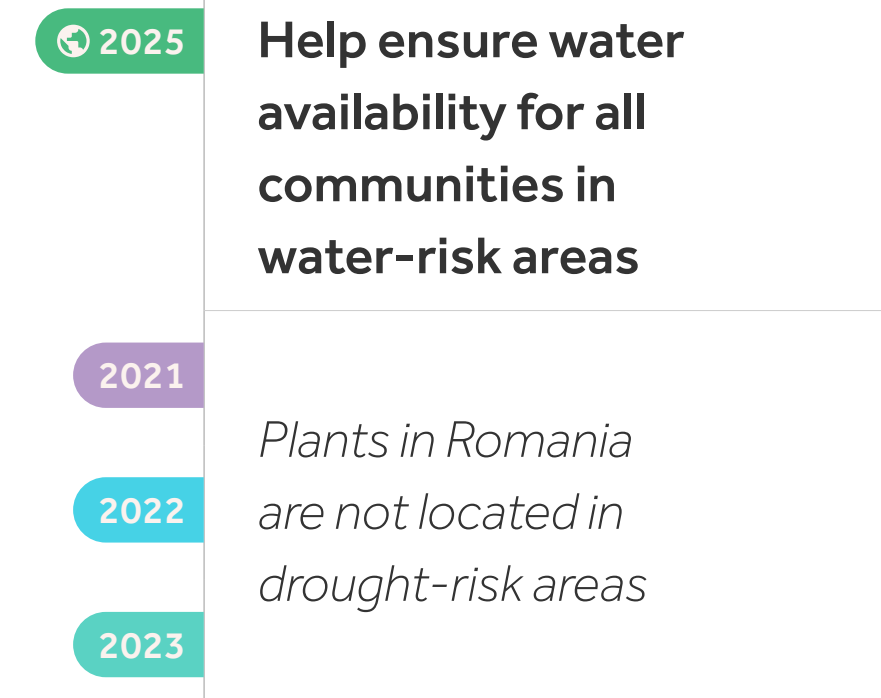 2025
Help ensure water
availability for all
communities in
water-risk areas
2021
Plants in Romania
are not located in
2022
drought-risk areas
2023